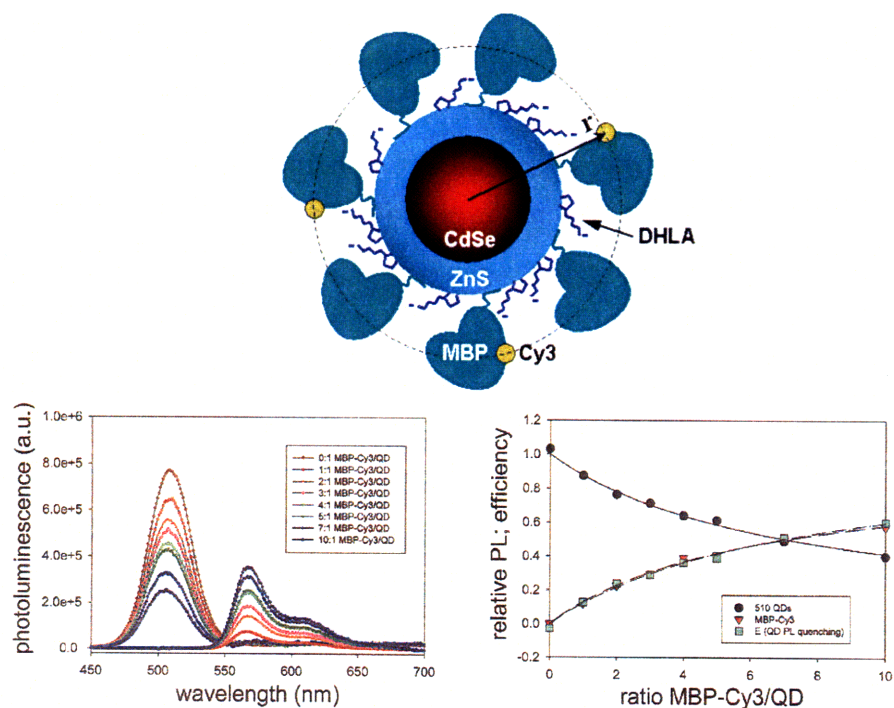 r
CdSe
ZnS
DHLA
MBP
Cy3
photoluminescence (a.u.)
1.0e+6
8.0e+5
6.0e+5
4.0e+5
2.0e+5
0.0
0:1 MBP-Cy3/QD
1:1 MBP-Cy3/QD
2:1 MBP-Cy3/QD
3:1 MBP-Cy3/QD
4:1 MBP-Cy3/QD
5:1 MBP-Cy3/QD
7:1 MBP-Cy3/QD
10:1 MBP-Cy3/QD
450 500 550 600 650 700
wavelength (nm)
relative PL; efficiency
1.2
1.0
0.8
0.6
0.4
0.2
0.0
-0.2
510 QDs
MBP-Cy3
E (QD PL quenching)
0 2 4 6 8 10
ratio MBP-Cy3/QD